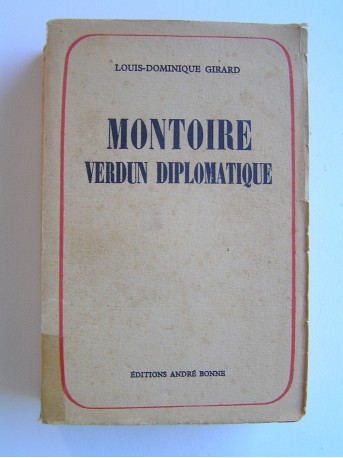 LOUIS-DOMINIQUE GIRARD
MONTOIRE
VERDUN DIPLOMATIQUE
ÉDITIONS ANDRÉ BONNE